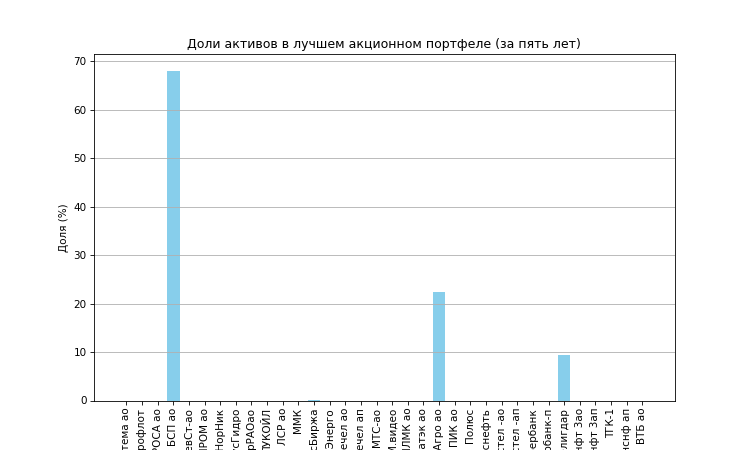 Доли активов в лучшем акционном портфеле (за пять лет)
Доля (%)
70
60
50
40
30
20
10
0
тема ао
рофлот
РОСА ао
БСП ао
евСт-ао
ПРОМ ао
НорНик
сГидро
рРАОао
ЛУКОЙЛ
ЛСР ао
ММК
сБиржа
Энерго
ечел ао
ечел ап
МТС-ао
М.видео
ЛМК ао
атэк ао
Агро ао
ПИК ао
Полюс
снефть
стел -ао
стел -ап
ербанк
рбанк-п
лигдар
нфт 3ао
нфт 3ап
ТГК-1
нснф ап
ВТБ ао